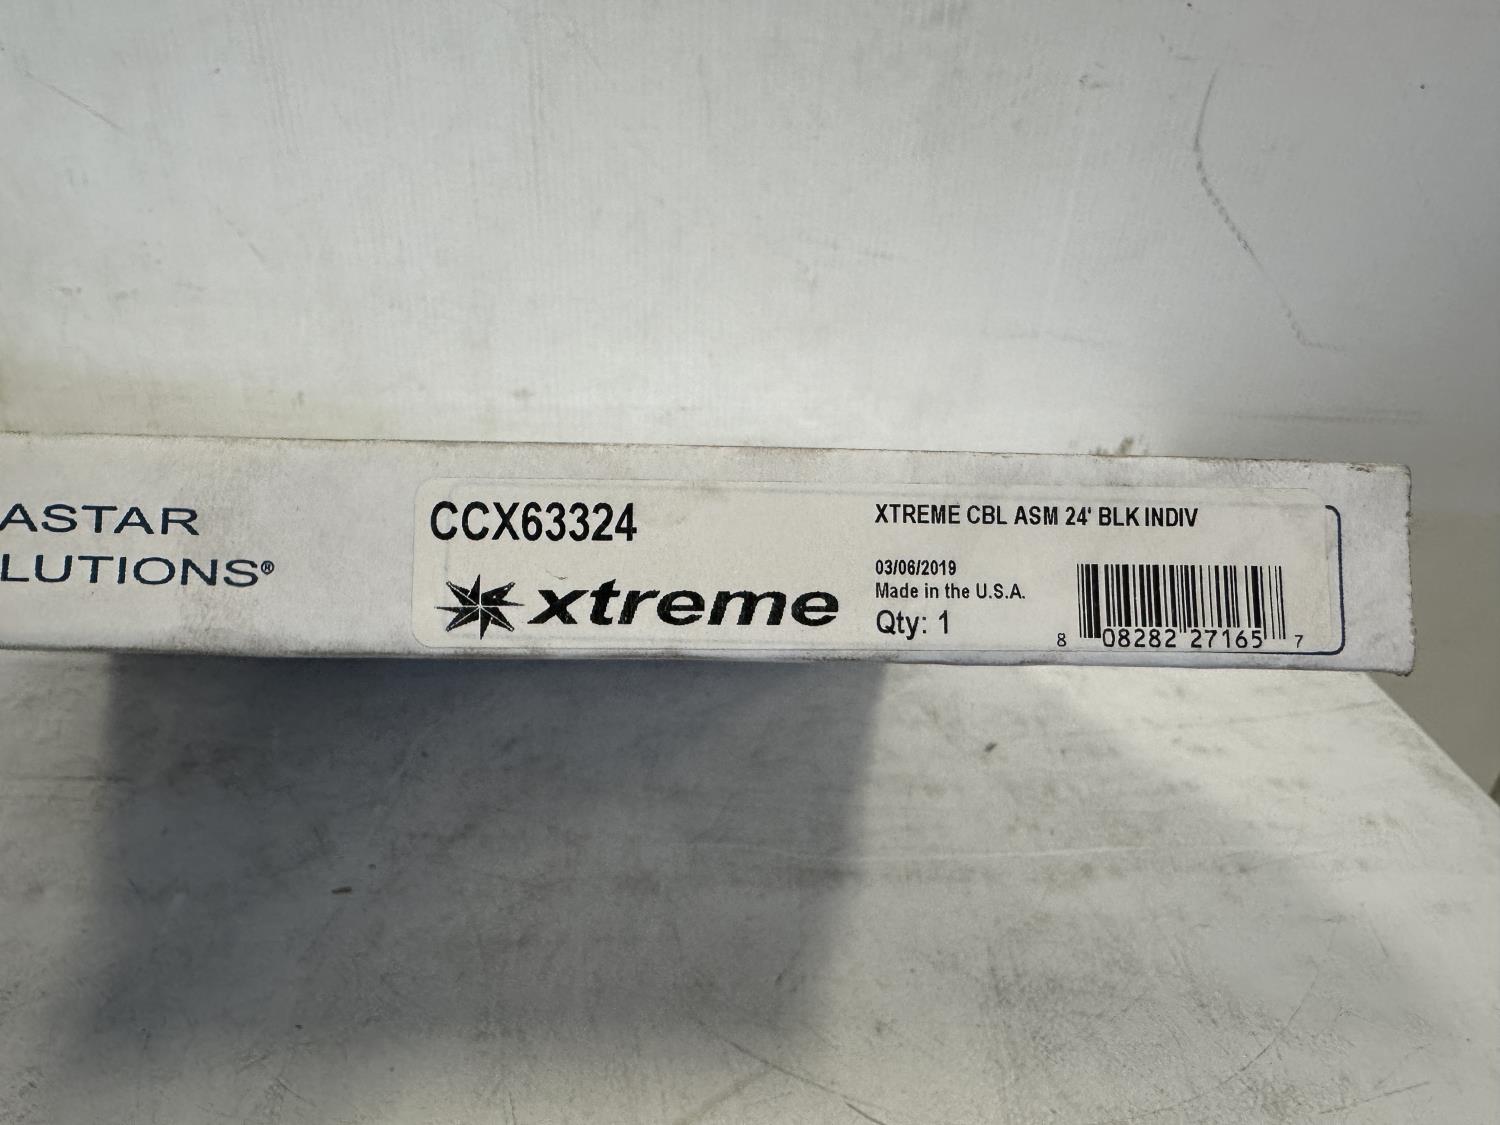 ASTAR
LUTIONS®
CCX63324
xtreme
XTREME CBL ASM 24' BLK INDIV
03/06/2019
Made in the U.S.A.
Qty: 1
8 08282 27165 7